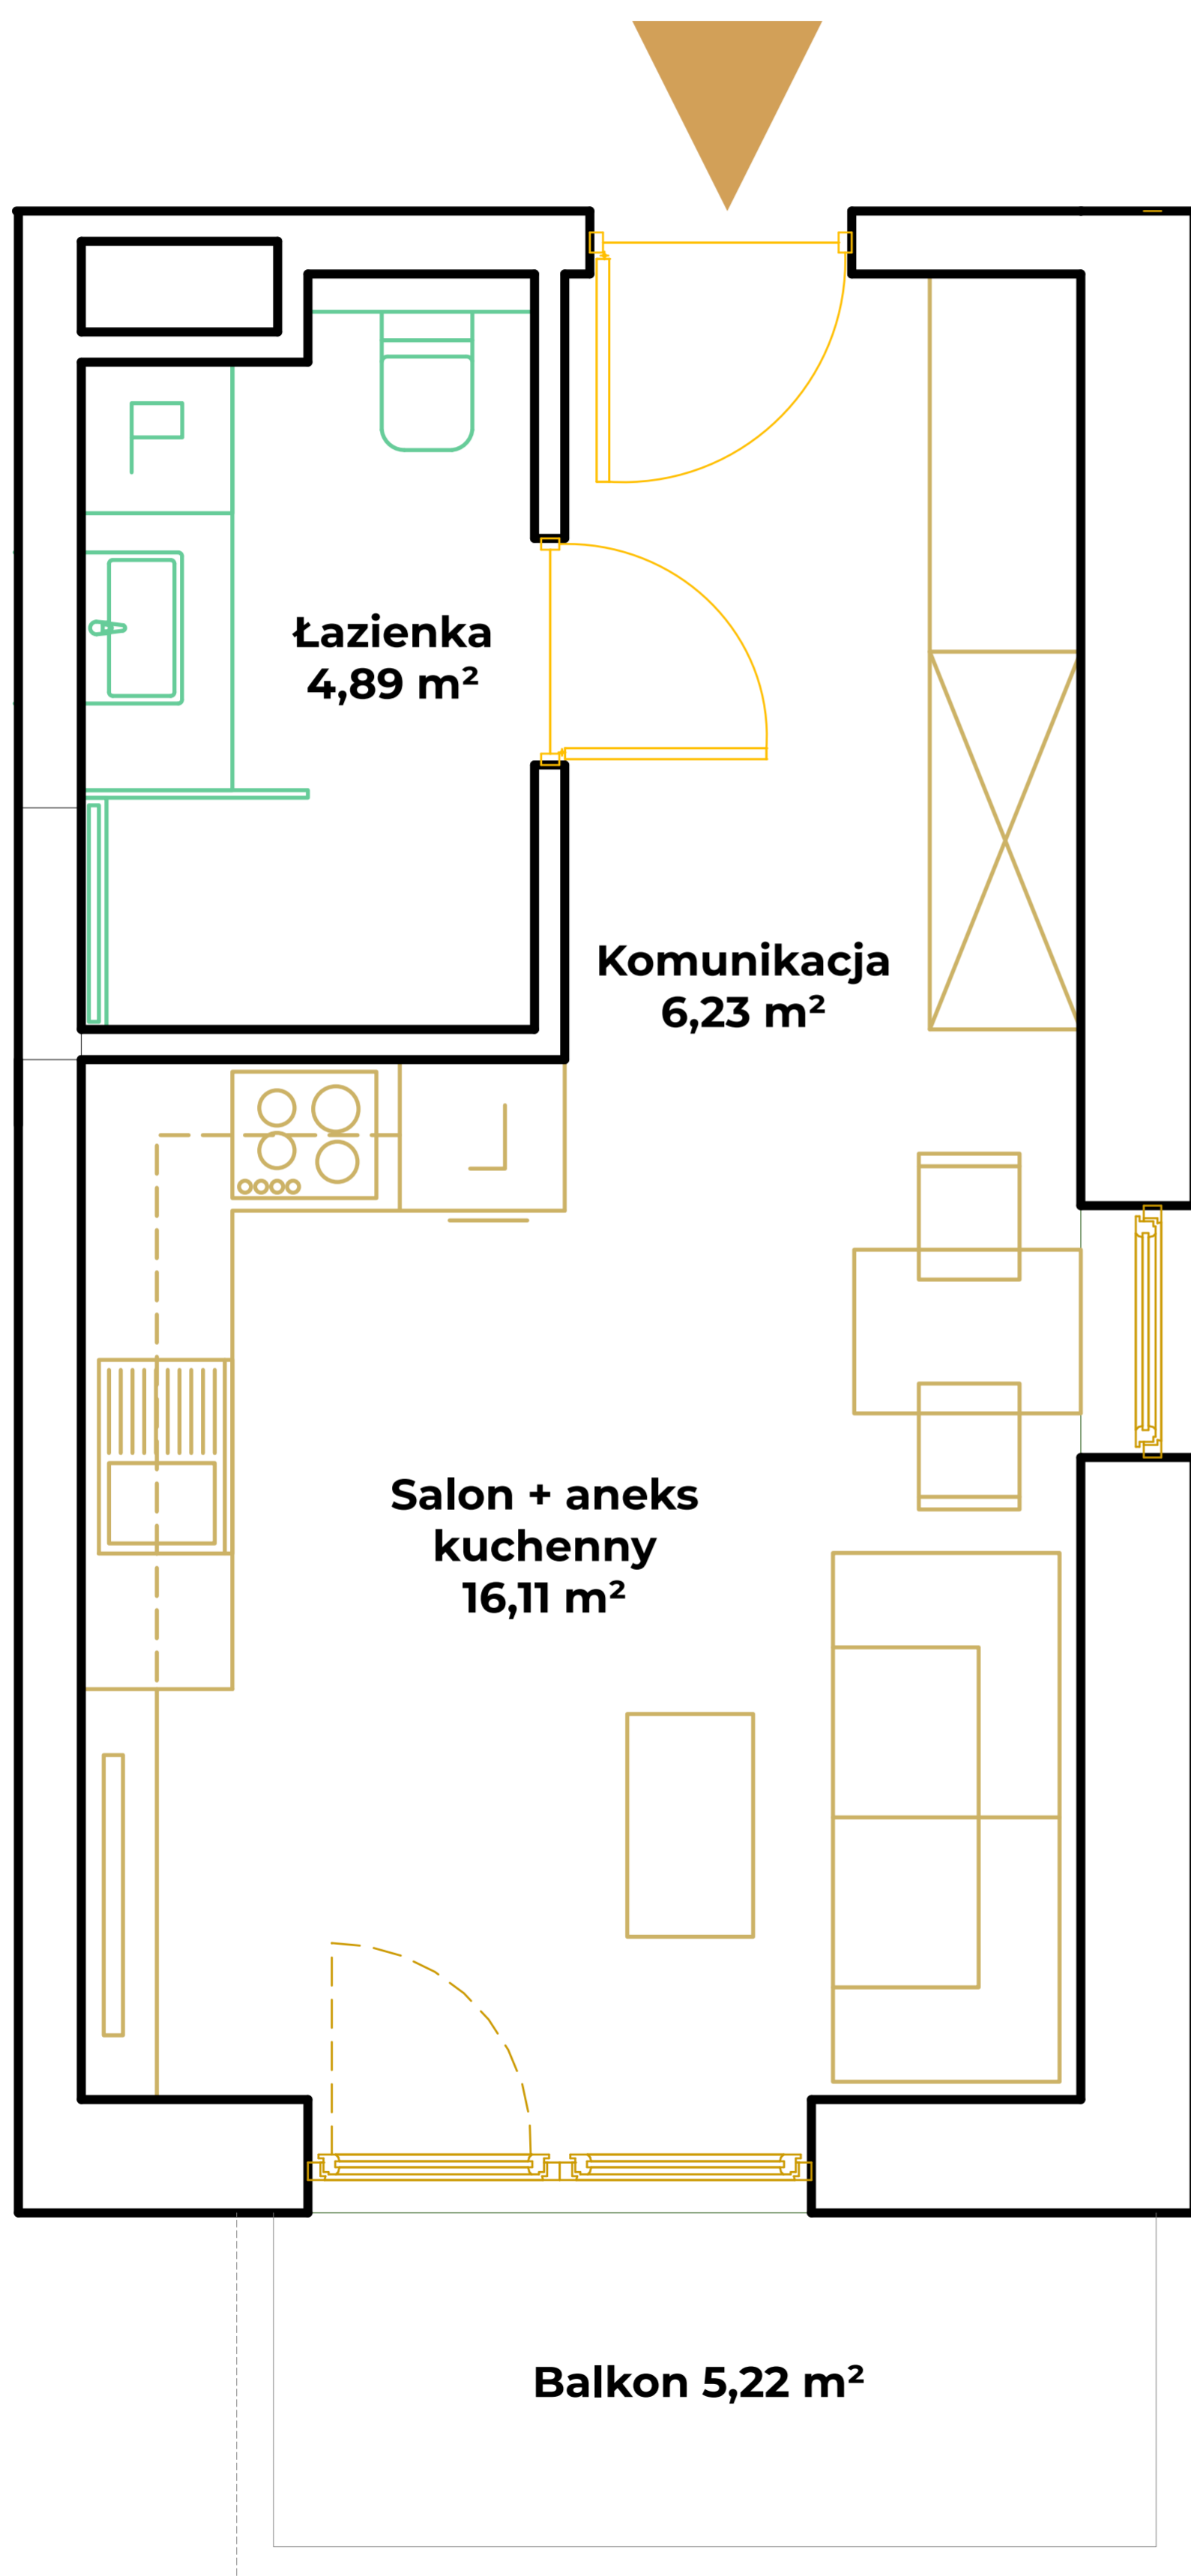 Łazienka
4,89 m²
Komunikacja
6,23 m²
Salon + aneks
kuchenny
16,11 m²
Balkon 5,22 m²